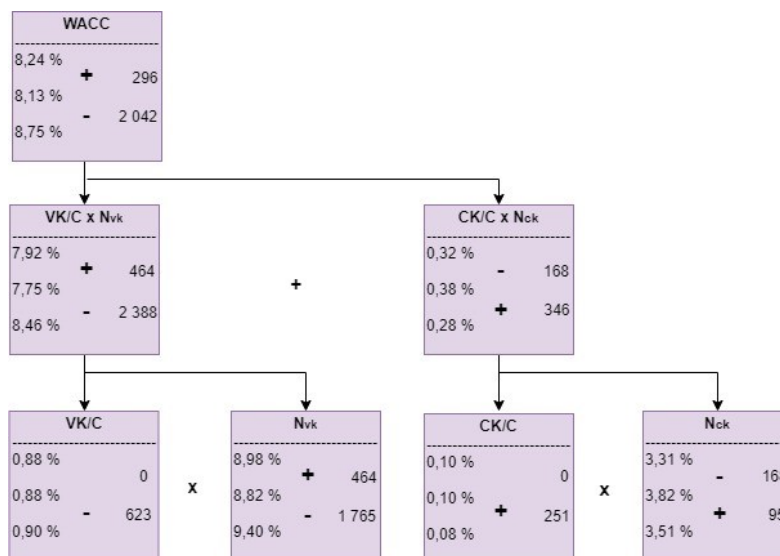 WACC
8,24 %
+ 296
8,13 %
- 2 042
8,75 %
VK/C x Nvk
7,92 %
+ 464
7,75 %
- 2 388
8,46 %
+
CK/C x Nck
0,32 %
- 168
0,38 %
+ 346
0,28 %
VK/C
0,88 %
0
0,88 %
- 623
0,90 %
x
Nvk
8,98 %
+ 464
8,82 %
- 1 765
9,40 %
CK/C
0,10 %
0
0,10 %
+ 251
0,08 %
x
Nck
3,31 %
-
3,82 %
+ 95
3,51 %